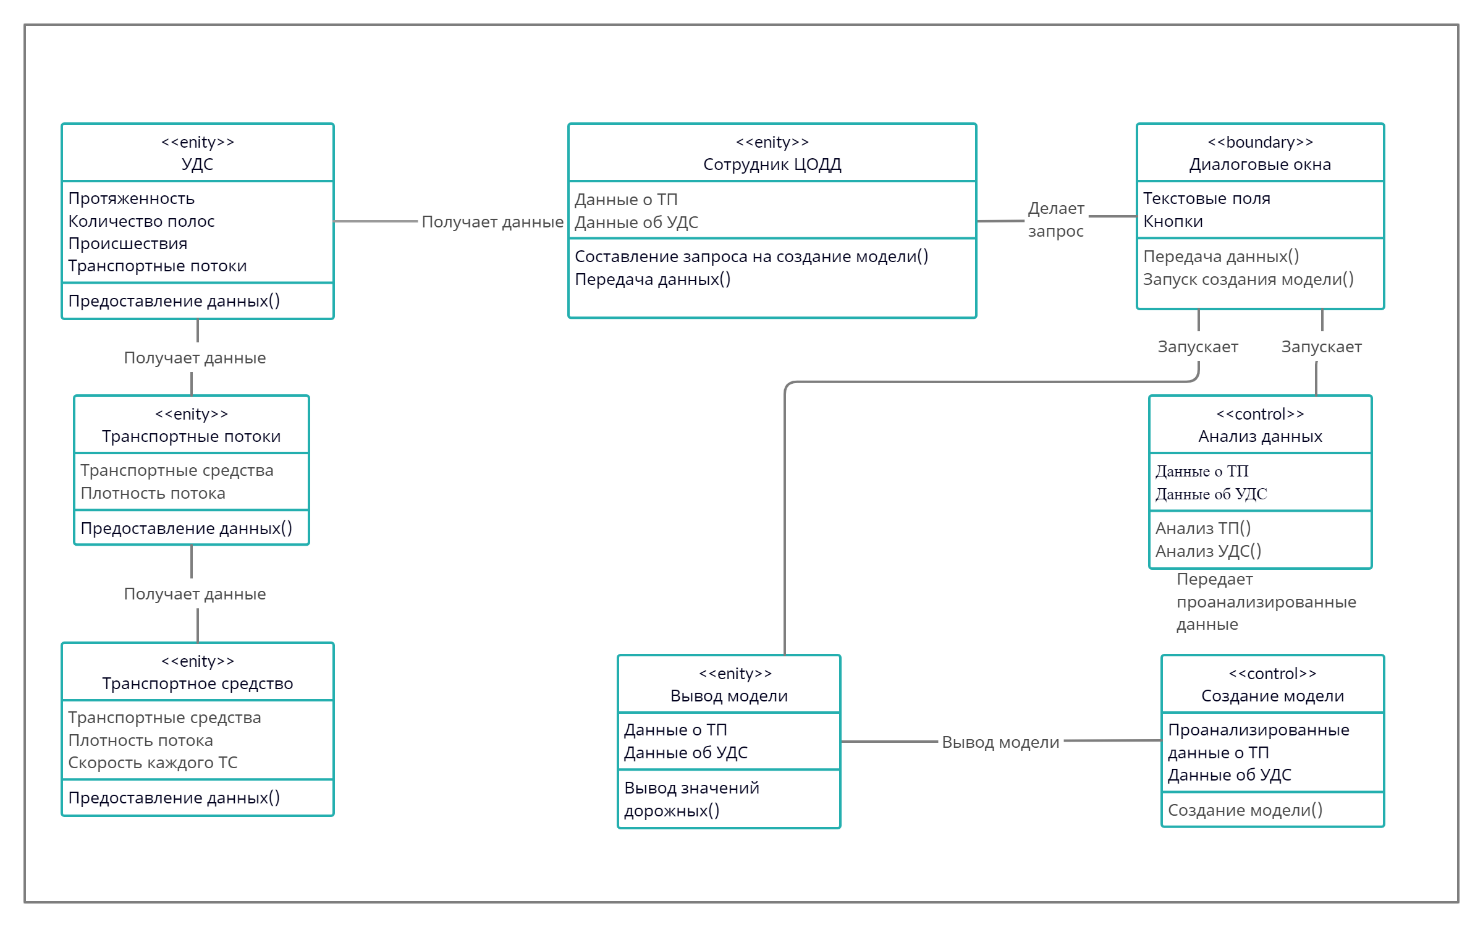 <<enity>>
УДС
Протяженность
Количество полос
Происшествия
Транспортные потоки
Предоставление данных()
Получает данные
<<enity>>
Сотрудник ЦОДД
Данные о ТП
Данные об УДС
Составление запроса на создание модели()
Передача данных()
Делает
запрос
<<boundary>>
Диалоговые окна
Текстовые поля
Кнопки
Передача данных()
Запуск создания модели()
Получает данные
Запускает
Запускает
<<enity>>
Транспортные потоки
Транспортные средства
Плотность потока
Предоставление данных()
<<control>>
Анализ данных
Данные о ТП
Данные об УДС
Анализ ТП()
Анализ УДС()
Получает данные
Передает
проанализированные
данные
<<enity>>
Транспортное средство
Транспортные средства
Плотность потока
Скорость каждого ТС
Предоставление данных()
<<enity>>
Вывод модели
Данные о ТП
Данные об УДС
Вывод значений
дорожных()
Вывод модели
<<control>>
Создание модели
Проанализированные
данные о ТП
Данные об УДС
Создание модели()